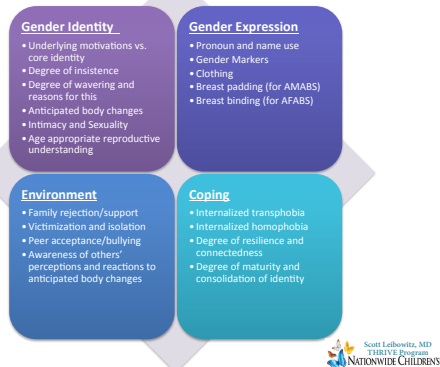 Gender Identity
• Underlying motivations vs.
core identity
• Degree of insistence
• Degree of wavering and
reasons for this
• Anticipated body changes
• Intimacy and Sexuality
• Age appropriate reproductive
understanding
Gender Expression
• Pronoun and name use
• Gender Markers
• Clothing
• Breast padding (for AMABS)
• Breast binding (for AFABS)
Environment
• Family rejection/support
• Victimization and isolation
• Peer acceptance/bullying
• Awareness of others'
perceptions and reactions to
anticipated body changes
Coping
• Internalized transphobia
• Internalized homophobia
• Degree of resilience and
connectedness
• Degree of maturity and
consolidation of identity
Scott Leibowitz, MD
THRIVE Program
NATIONWIDE CHILDREN'S